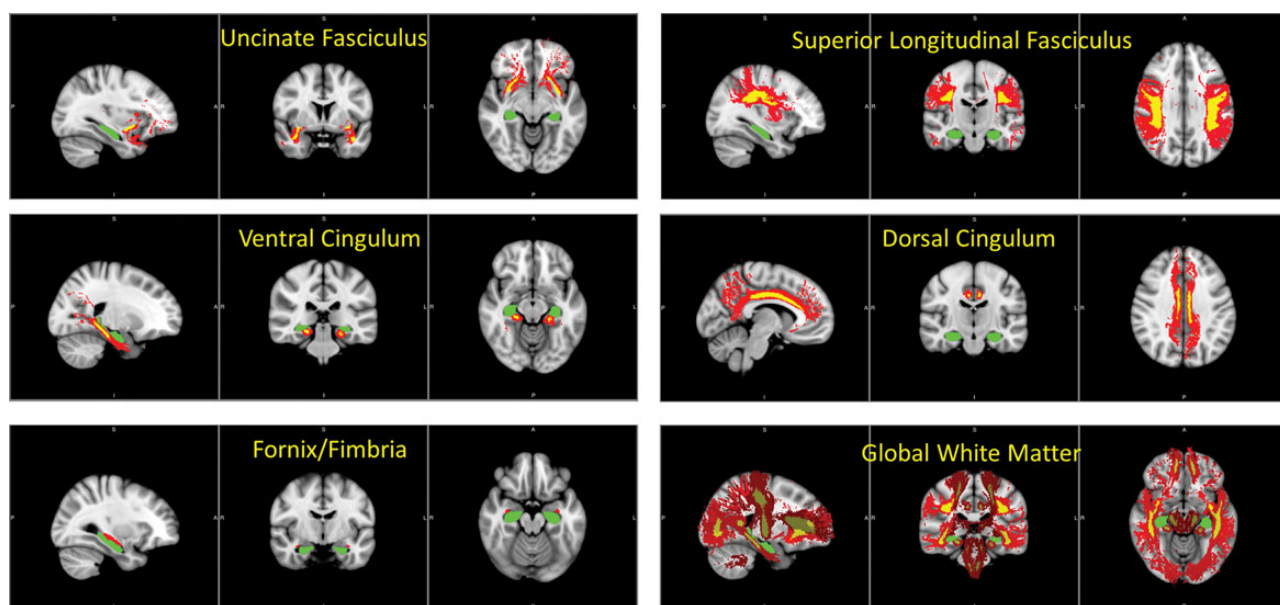 S S A
Uncinate Fasciculus
P A R L R L
I I P
S S A
Superior Longitudinal Fasciculus
P A R L R L
I I P
S S A
Ventral Cingulum
P A R L R L
I I P
S S A
Dorsal Cingulum
P A R L R L
I I P
S S A
Fornix/Fimbria
P A R L R L
S S A
Global White Matter
P A R L R L